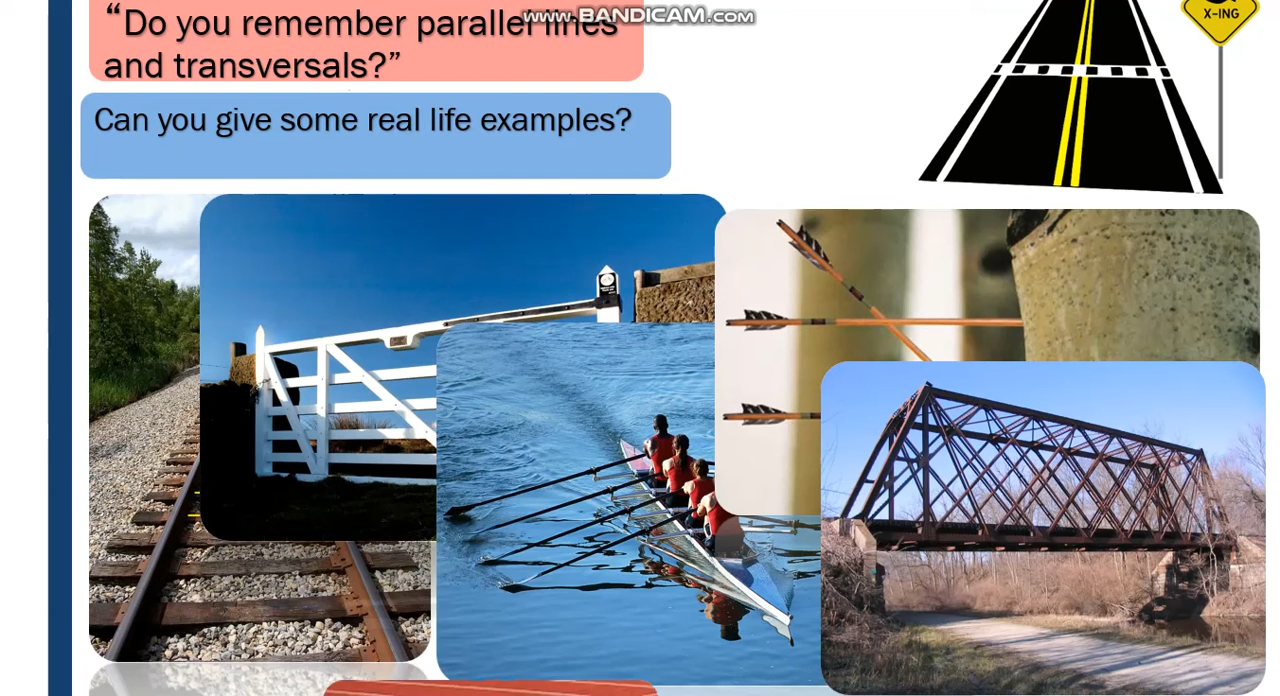 www.BANDICAM.com
“Do you remember parallel lines
and transversals?”
X-ING
Can you give some real life examples?